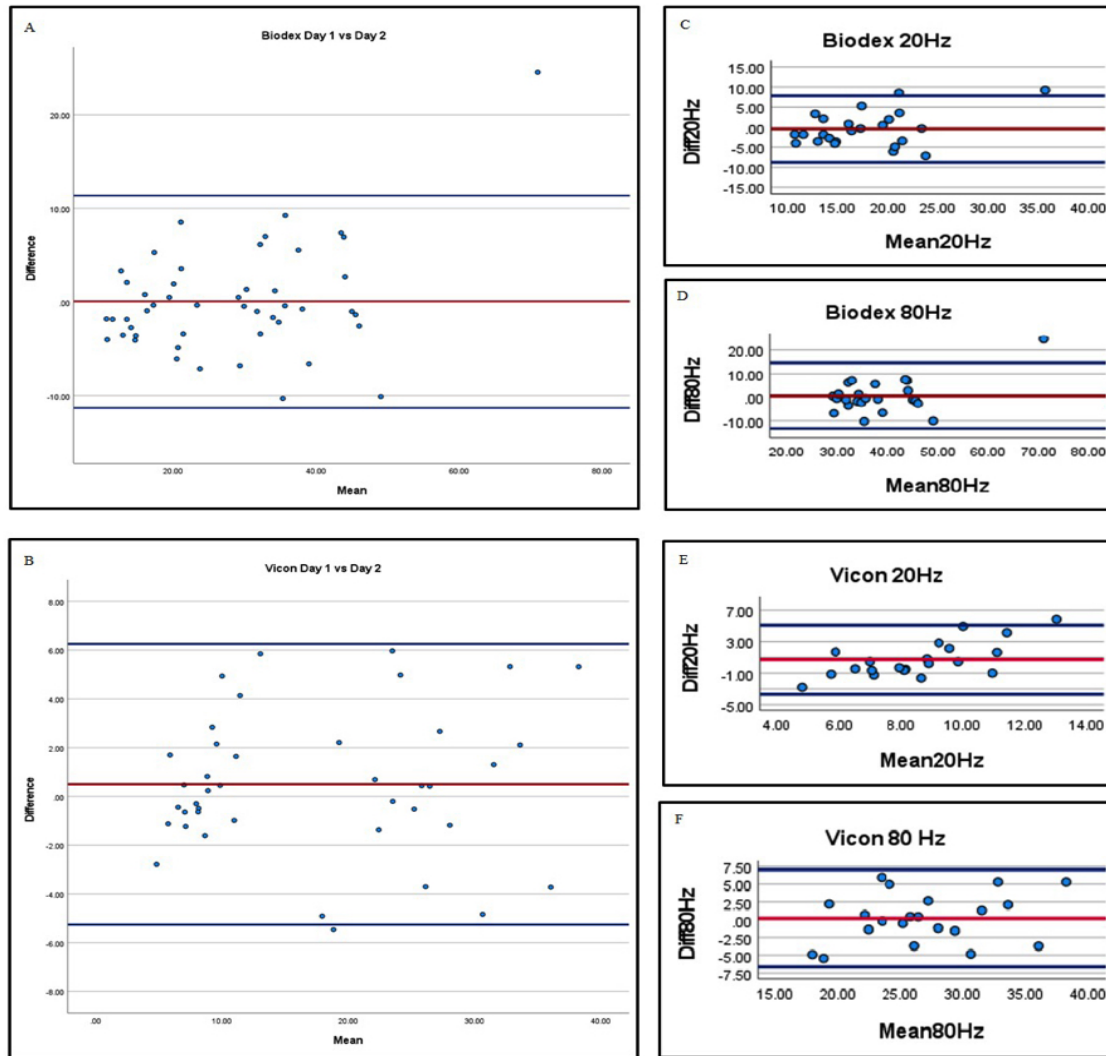 A
Biodex Day 1 vs Day 2
20.00
10.00
.00
-10.00
Difference
20.00 40.00 60.00 80.00
Mean
B
Vicon Day 1 vs Day 2
8.00
6.00
4.00
2.00
.00
-2.00
-4.00
-6.00
-8.00
Difference
.00 10.00 20.00 30.00 40.00
Mean
C
Biodex 20Hz
15.00
10.00
5.00
.00
-5.00
-10.00
-15.00
Diff20Hz
10.00 15.00 20.00 25.00 30.00 35.00 40.00
Mean20Hz
D
Biodex 80Hz
20.00
10.00
.00
-10.00
Diff80Hz
20.00 30.00 40.00 50.00 60.00 70.00 80.00
Mean80Hz
E
Vicon 20Hz
7.00
3.00
-1.00
-5.00
Diff20Hz
4.00 6.00 8.00 10.00 12.00 14.00
Mean20Hz
F
Vicon 80 Hz
7.50
5.00
2.50
.00
-2.50
-5.00
-7.50
Diff80Hz
15.00 20.00 25.00 30.00 35.00 40.00
Mean80Hz